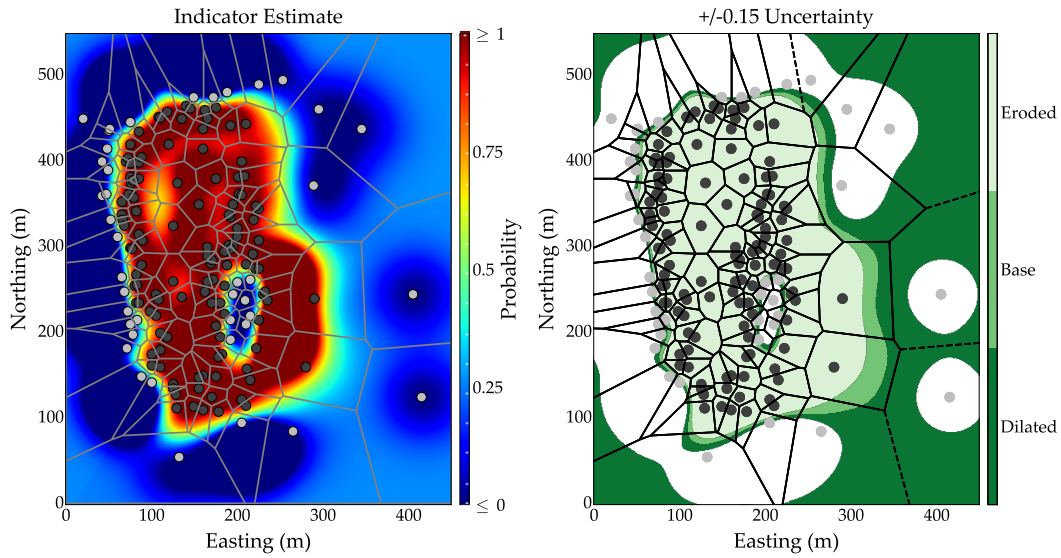 Indicator Estimate
500
400
300
200
100
0
0
100
200
300
400
Northing (m)
Easting (m)
≥ 1
0.75
0.5
0.25
≤ 0
Probability
+/-0.15 Uncertainty
500
400
300
200
100
0
0
100
200
300
400
Northing (m)
Easting (m)
Eroded
Base
Dilated